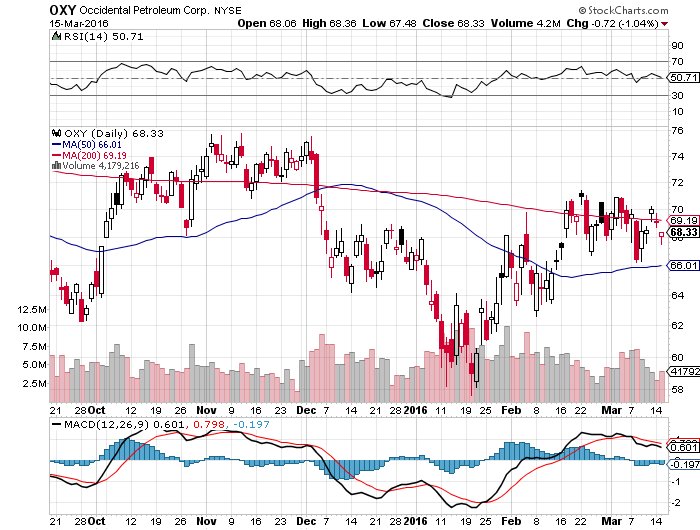 OXY Occidental Petroleum Corp. NYSE © StockCharts.com
15-Mar-2016 Open 68.06 High 68.36 Low 67.48 Close 68.33 Volume 4.2M Chg -0.72 (-1.04%)
RSI(14) 50.71
90
70
50.71
30
10
OXY (Daily) 68.33
MA(50) 66.01
MA(200) 69.19
Volume 4,179,216
76
74
72
70
69.19
68.33
68
66.01
64
62
60
58
12.5M
10.0M
7.5M
5.0M
2.5M
41792
21 28 Oct 12 19 26 Nov 9 16 23 Dec 7 14 21 28 2016 11 19 25 Feb 8 16 22 Mar 7 14
MACD(12,26,9) 0.601, 0.798, -0.197
1
0.601
-0.197
-1
-2
21 28 Oct 12 19 26 Nov 9 16 23 Dec 7 14 21 28 2016 11 19 25 Feb 8 16 22 Mar 7 14